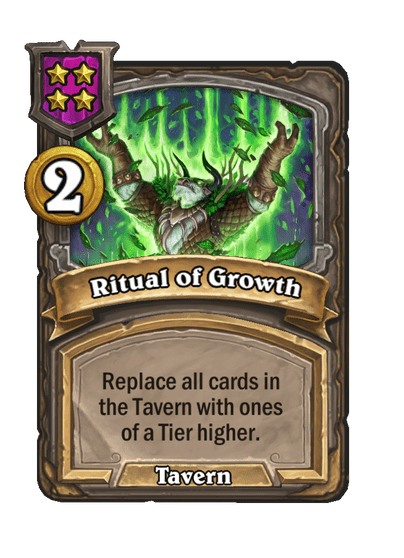 2
Ritual of Growth
Replace all cards in
the Tavern with ones
of a Tier higher.
Tavern